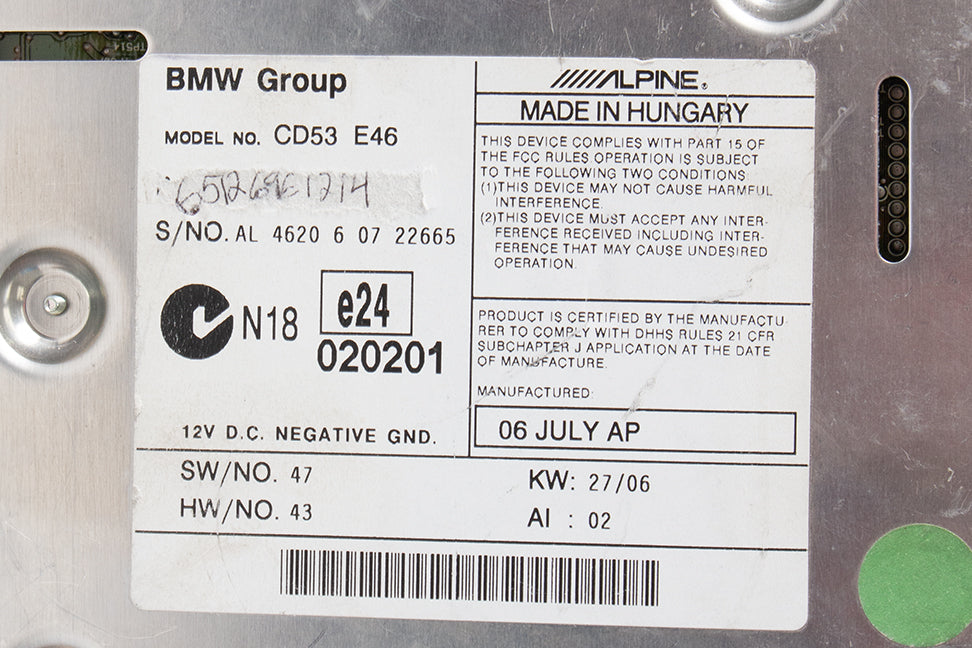 TP514
BMW Group
MODEL NO. CD53 E46
65126961214
S/NO. AL 4620 6 07 22665
N18
e24
020201
12V D.C. NEGATIVE GND.
ALPINE®
MADE IN HUNGARY
THIS DEVICE COMPLIES WITH PART 15 OF
THE FCC RULES OPERATION IS SUBJECT
TO THE FOLLOWING TWO CONDITIONS
(1)THIS DEVICE MAY NOT CAUSE HARMFUL
INTERFERENCE.
(2)THIS DEVICE MUST ACCEPT ANY INTER-
FERENCE RECEIVED INCLUDING INTER-
FERENCE THAT MAY CAUSE UNDESIRED
OPERATION.
PRODUCT IS CERTIFIED BY THE MANUFACTU-
RER TO COMPLY WITH DHHS RULES 21 CFR
SUBCHAPTER J APPLICATION AT THE DATE
OF MANUFACTURE.
MANUFACTURED:
06 JULY AP
SW/NO. 47
KW: 27/06
HW/NO. 43
AI : 02